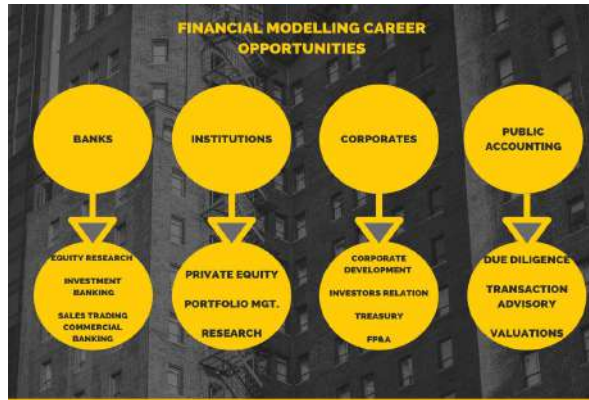 FINANCIAL MODELLING CAREER
OPPORTUNITIES
BANKS
INSTITUTIONS
CORPORATES
PUBLIC
ACCOUNTING
EQUITY RESEARCH
INVESTMENT
BANKING
SALES TRADING
COMMERCIAL
BANKING
PRIVATE EQUITY
PORTFOLIO MGT.
RESEARCH
CORPORATE
DEVELOPMENT
INVESTORS RELATION
TREASURY
FP&A
DUE DILIGENCE
TRANSACTION
ADVISORY
VALUATIONS